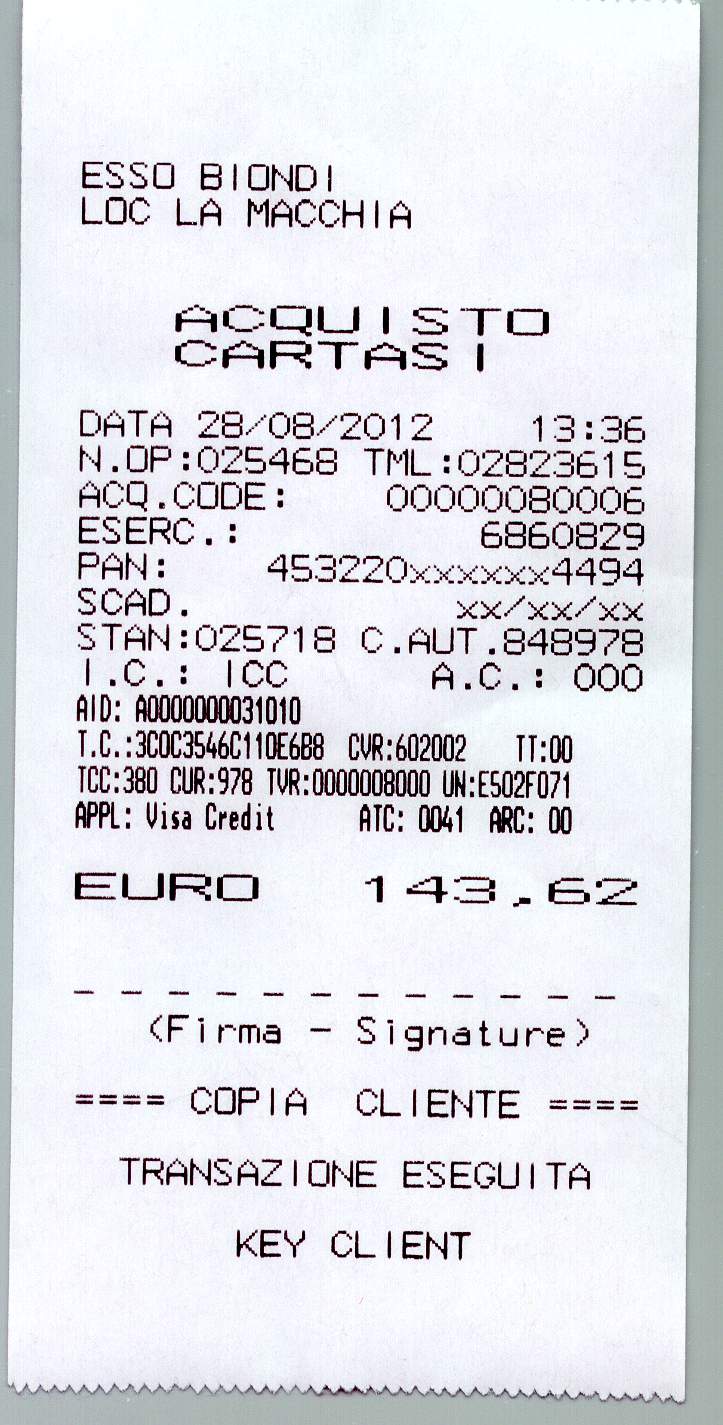 ESSO BIONDI
LOC LA MACCHIA
ACQUISTO
CARTASI
DATA 28/08/2012 13:36
N.OP:025468 TML:02823615
ACQ.CODE: 00000080006
ESERC.: 6860829
PAN: 453220xxxxxx4494
SCAD. xx/xx/xx
STAN:025718 C.AUT.848978
I.C.: ICC A.C.: 000
AID: A0000000031010
T.C.:3C0C3546C110E6B8 CVR:602002 TT:00
TCC:380 CUR:978 TVR:0000008000 UN:E502F071
APPL: Visa Credit ATC: 0041 ARC: 00
EURO 143,62
(Firma - Signature)
==== COPIA CLIENTE ====
TRANSAZIONE ESEGUITA
KEY CLIENT